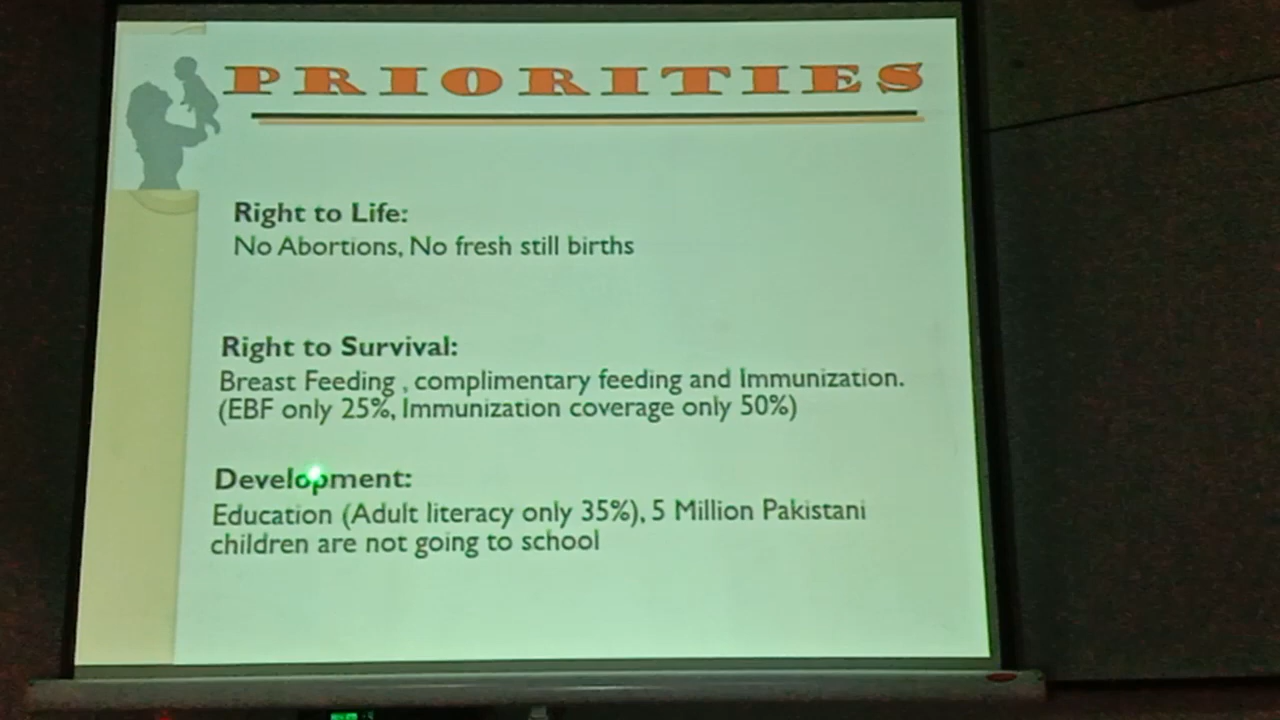 PRIORITIES
Right to Life:
No Abortions, No fresh still births
Right to Survival:
Breast Feeding , complimentary feeding and Immunization.
(EBF only 25%, Immunization coverage only 50%)
Development:
Education (Adult literacy only 35%), 5 Million Pakistani
children are not going to school